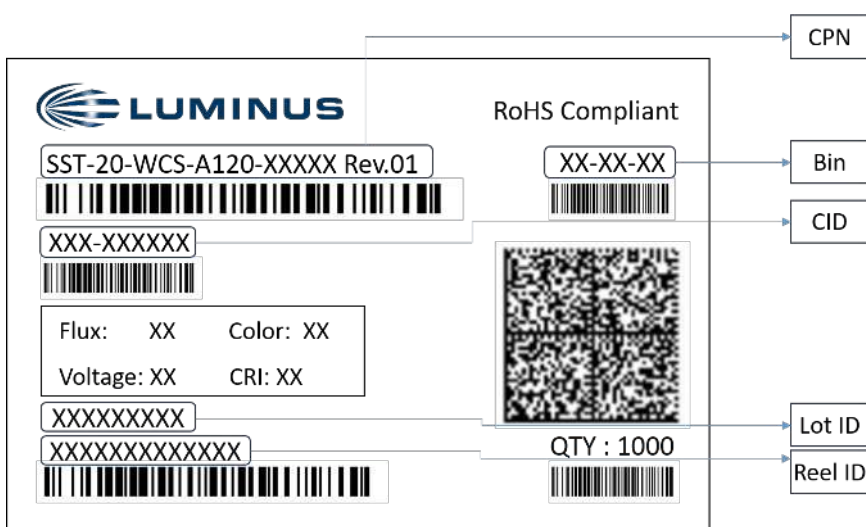 CPN
LUMINUS
RoHS Compliant
SST-20-WCS-A120-XXXXX Rev.01
XX-XX-XX
Bin
CID
XXX-XXXXXX
Flux: XX Color: XX
Voltage: XX CRI: XX
XXXXXXXXX
Lot ID
XXXXXXXXXXXXX
QTY : 1000
Reel ID